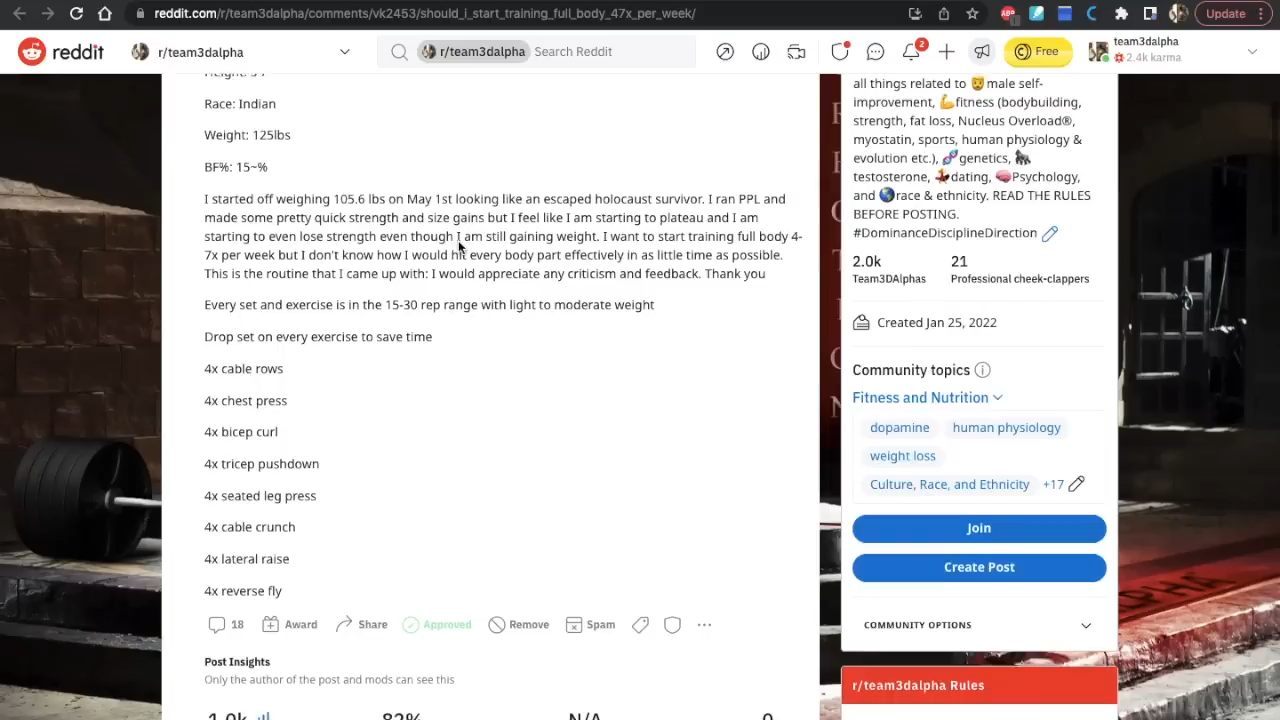 reddit.com/r/team3dalpha/comments/vk2453/should_i_start_training_full_body_47x_per_week/
ABP
Update
reddit
r/team3dalpha
r/team3dalpha Search Reddit
2
Free
team3dalpha
2.4k karma
Race: Indian
Weight: 125lbs
BF%: 15~%
I started off weighing 105.6 lbs on May 1st looking like an escaped holocaust survivor. I ran PPL and
made some pretty quick strength and size gains but I feel like I am starting to plateau and I am
starting to even lose strength even though I am still gaining weight. I want to start training full body 4-
7x per week but I don't know how I would hit every body part effectively in as little time as possible.
This is the routine that I came up with: I would appreciate any criticism and feedback. Thank you
Every set and exercise is in the 15-30 rep range with light to moderate weight
Drop set on every exercise to save time
4x cable rows
4x chest press
4x bicep curl
4x tricep pushdown
4x seated leg press
4x cable crunch
4x lateral raise
4x reverse fly
18
Award
Share
Approved
Remove
Spam
Post Insights
Only the author of the post and mods can see this
1.0k
82%
N/A
0
all things related to 🦁male self-
improvement, 💪fitness (bodybuilding,
strength, fat loss, Nucleus Overload®,
myostatin, sports, human physiology &
evolution etc.), 🧬genetics, 🦍
testosterone, 💃dating, 🧠Psychology,
and 🌍race & ethnicity. READ THE RULES
BEFORE POSTING.
#DominanceDisciplineDirection
2.0k
21
Team3DAlphas
Professional cheek-clappers
Created Jan 25, 2022
Community topics
Fitness and Nutrition
dopamine
human physiology
weight loss
Culture, Race, and Ethnicity
+17
Join
Create Post
COMMUNITY OPTIONS
r/team3dalpha Rules